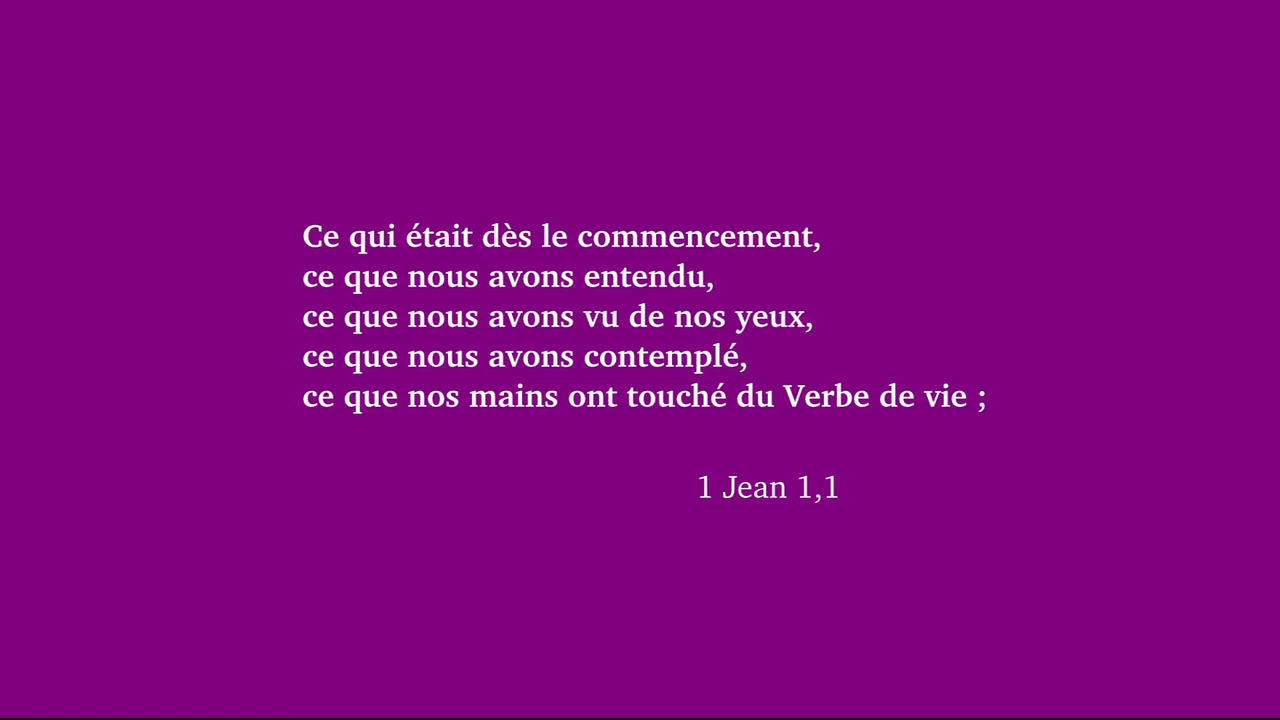 Ce qui était dès le commencement,
ce que nous avons entendu,
ce que nous avons vu de nos yeux,
ce que nous avons contemplé,
ce que nos mains ont touché du Verbe de vie ;
1 Jean 1,1